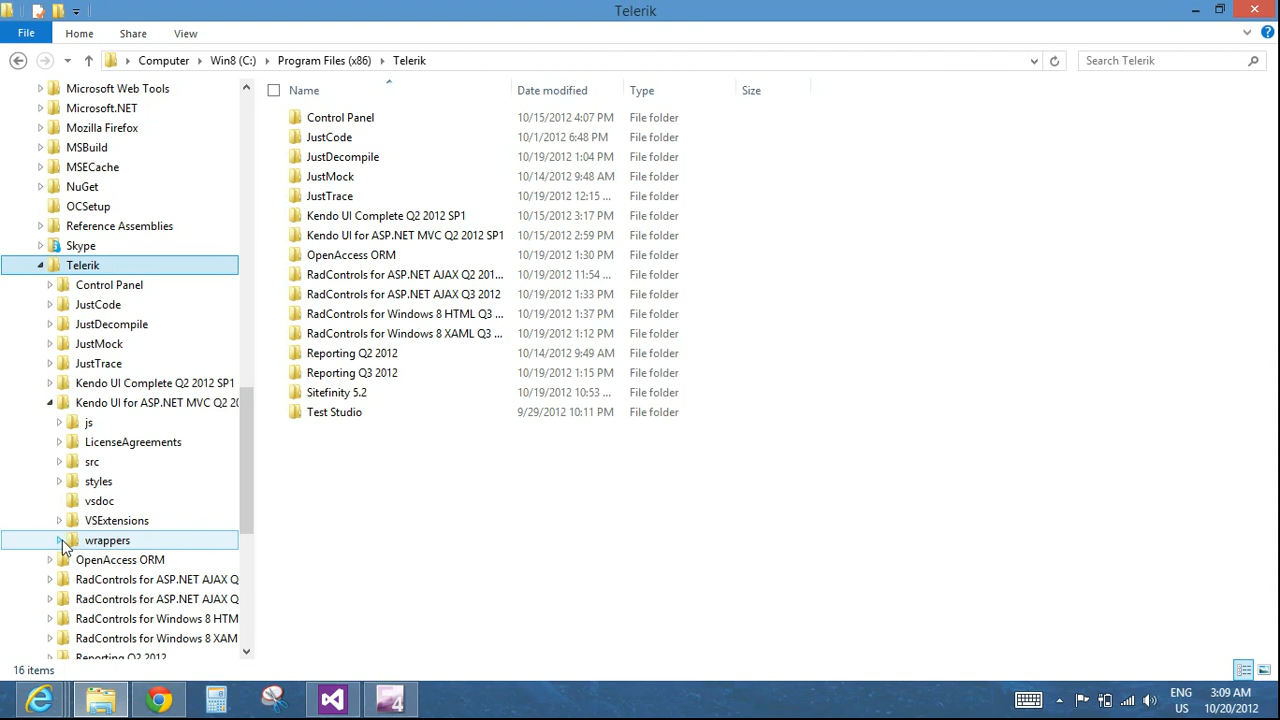 Telerik
File
Home
Share
View
Computer
Win8 (C:)
Program Files (x86)
Telerik
Search Telerik
Microsoft Web Tools
Microsoft.NET
Mozilla Firefox
MSBuild
MSECache
NuGet
OCSetup
Reference Assemblies
Skype
Telerik
Control Panel
JustCode
JustDecompile
JustMock
JustTrace
Kendo UI Complete Q2 2012 SP1
Kendo UI for ASP.NET MVC Q2 20
js
LicenseAgreements
src
styles
vsdoc
VSExtensions
wrappers
OpenAccess ORM
RadControls for ASP.NET AJAX Q
RadControls for ASP.NET AJAX Q
RadControls for Windows 8 HTM
RadControls for Windows 8 XAM
Reporting Q2 2012
Name Date modified Type Size
Control Panel 10/15/2012 4:07 PM File folder
JustCode 10/1/2012 6:48 PM File folder
JustDecompile 10/19/2012 1:04 PM File folder
JustMock 10/14/2012 9:48 AM File folder
JustTrace 10/19/2012 12:15 ... File folder
Kendo UI Complete Q2 2012 SP1 10/15/2012 3:17 PM File folder
Kendo UI for ASP.NET MVC Q2 2012 SP1 10/15/2012 2:59 PM File folder
OpenAccess ORM 10/19/2012 1:30 PM File folder
RadControls for ASP.NET AJAX Q2 201... 10/19/2012 11:54 ... File folder
RadControls for ASP.NET AJAX Q3 2012 10/19/2012 1:33 PM File folder
RadControls for Windows 8 HTML Q3 ... 10/19/2012 1:37 PM File folder
RadControls for Windows 8 XAML Q3 ... 10/19/2012 1:12 PM File folder
Reporting Q2 2012 10/14/2012 9:49 AM File folder
Reporting Q3 2012 10/19/2012 1:15 PM File folder
Sitefinity 5.2 10/19/2012 10:53 ... File folder
Test Studio 9/29/2012 10:11 PM File folder
16 items
4
ENG
US
3:09 AM
10/20/2012